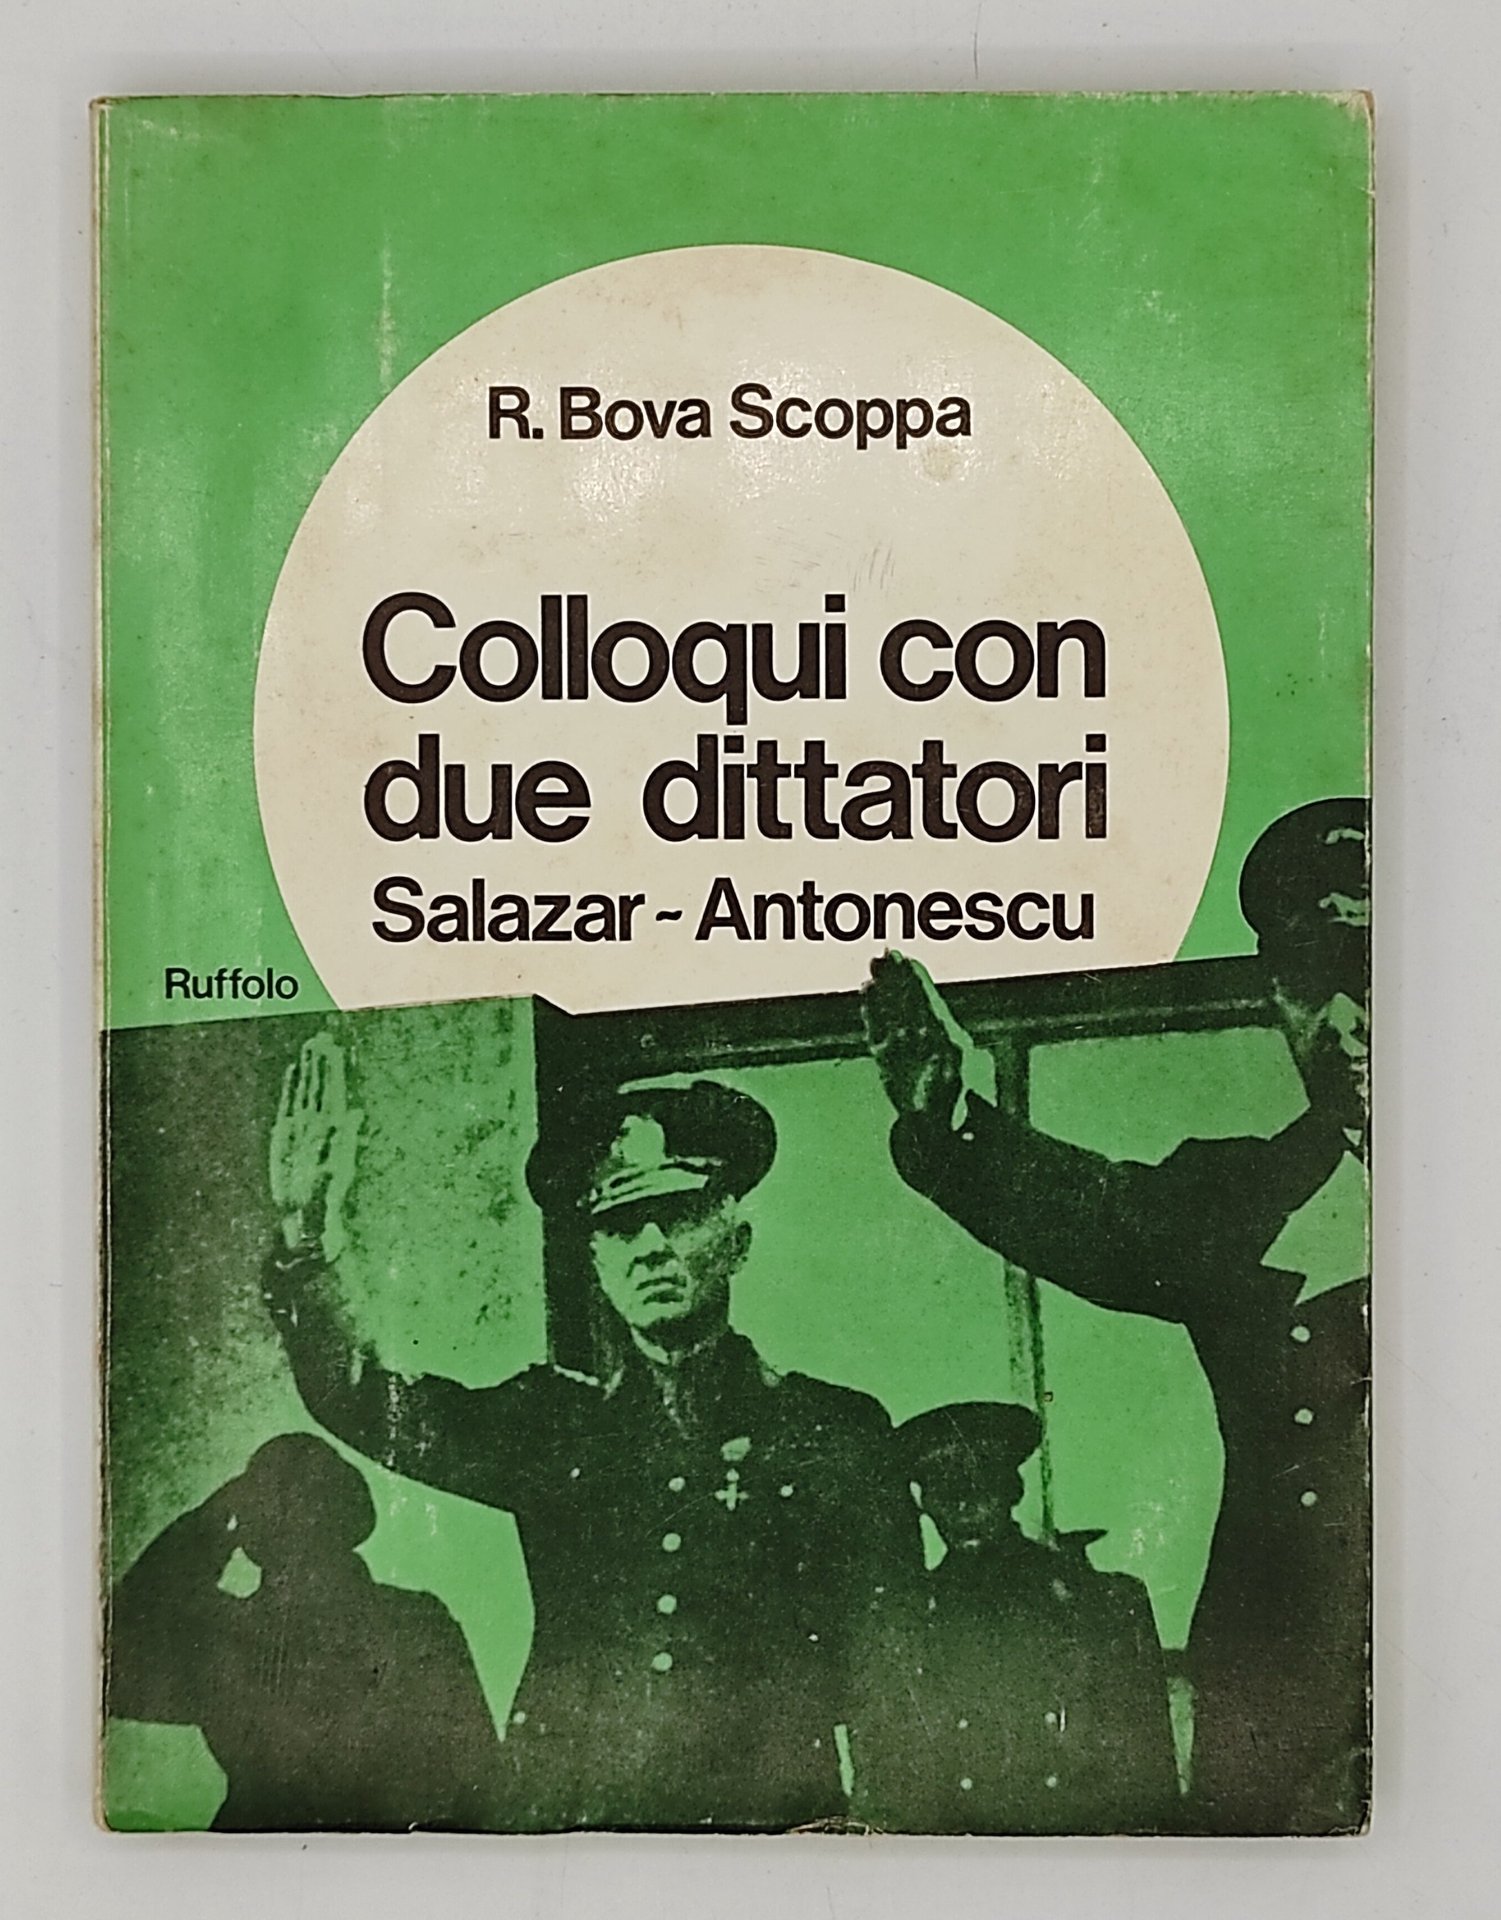 R. Bova Scoppa
Colloqui con
due dittatori
Salazar ~ Antonescu
Ruffolo